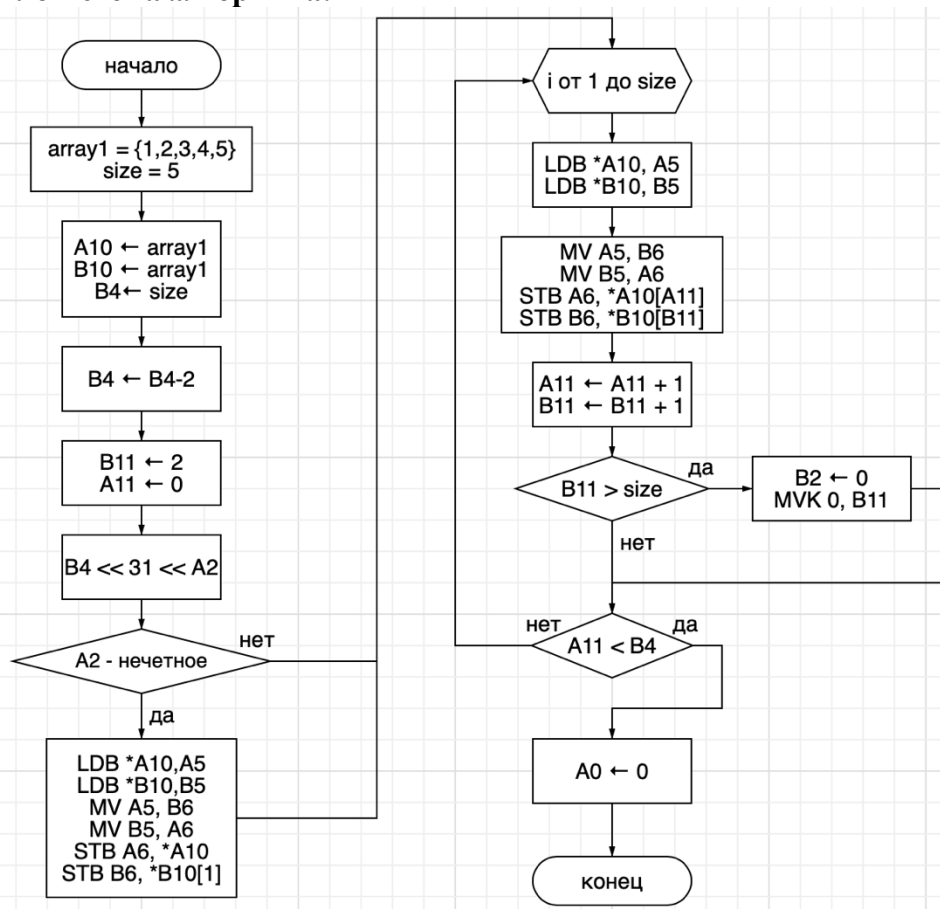 начало
array1 = {1,2,3,4,5}
size = 5
A10 ← array1
B10 ← array1
B4← size
B4 ← B4-2
B11 ← 2
A11 ← 0
B4 << 31 << A2
A2 - нечетное
нет
да
LDB *A10,A5
LDB *B10,B5
MV A5, B6
MV B5, A6
STB A6, *A10
STB B6, *B10[1]
i от 1 до size
LDB *A10, A5
LDB *B10, B5
MV A5, B6
MV B5, A6
STB A6, *A10[A11]
STB B6, *B10[B11]
A11 ← A11 + 1
B11 ← B11 + 1
B11 > size
да
B2 ← 0
MVK 0, B11
нет
нет
A11 < B4
да
A0 ← 0
конец